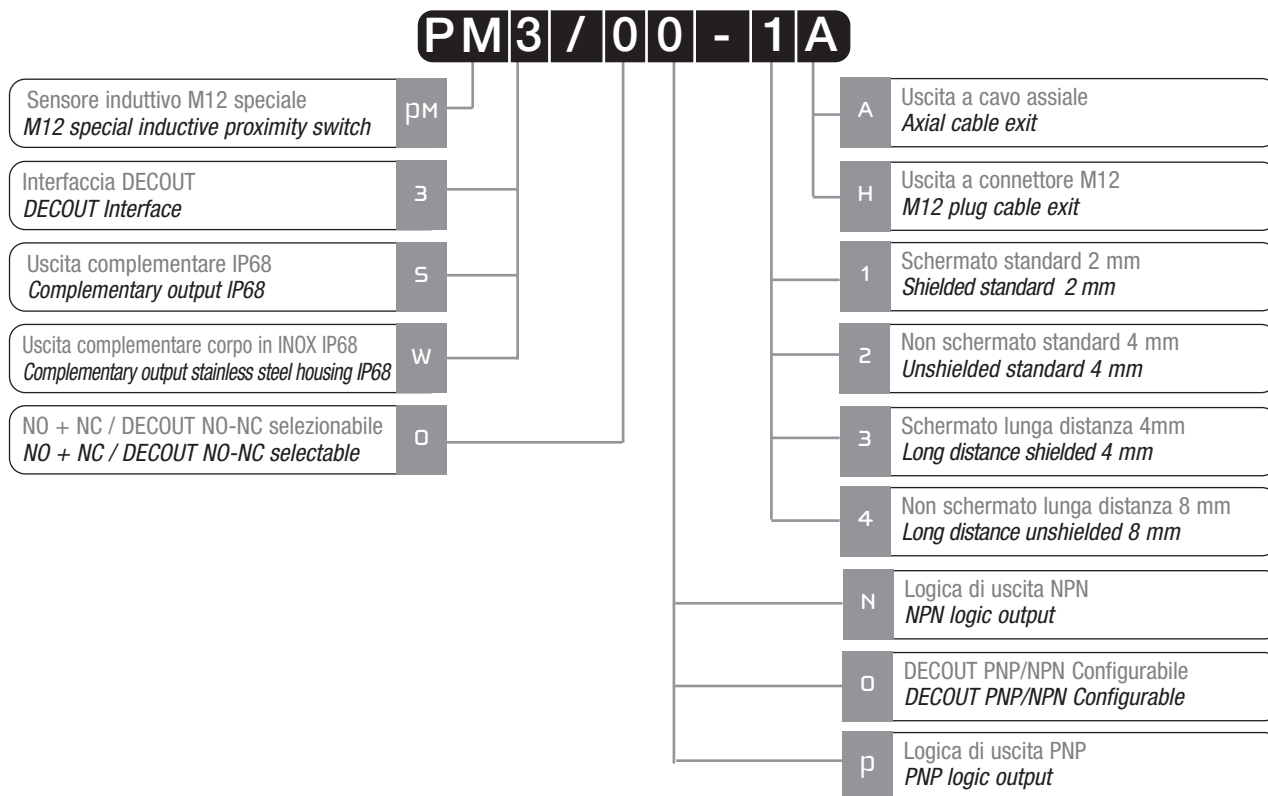 PM3/00-1A
Sensore induttivo M12 speciale
M12 special inductive proximity switch
PM
Interfaccia DECOUT
DECOUT Interface
3
Uscita complementare IP68
Complementary output IP68
S
Uscita complementare corpo in INOX IP68
Complementary output stainless steel housing IP68
W
NO + NC / DECOUT NO-NC selezionabile
NO + NC / DECOUT NO-NC selectable
0
A
Uscita a cavo assiale
Axial cable exit
H
Uscita a connettore M12
M12 plug cable exit
1
Schermato standard 2 mm
Shielded standard 2 mm
2
Non schermato standard 4 mm
Unshielded standard 4 mm
3
Schermato lunga distanza 4mm
Long distance shielded 4 mm
4
Non schermato lunga distanza 8 mm
Long distance unshielded 8 mm
N
Logica di uscita NPN
NPN logic output
0
DECOUT PNP/NPN Configurabile
DECOUT PNP/NPN Configurable
P
Logica di uscita PNP
PNP logic output